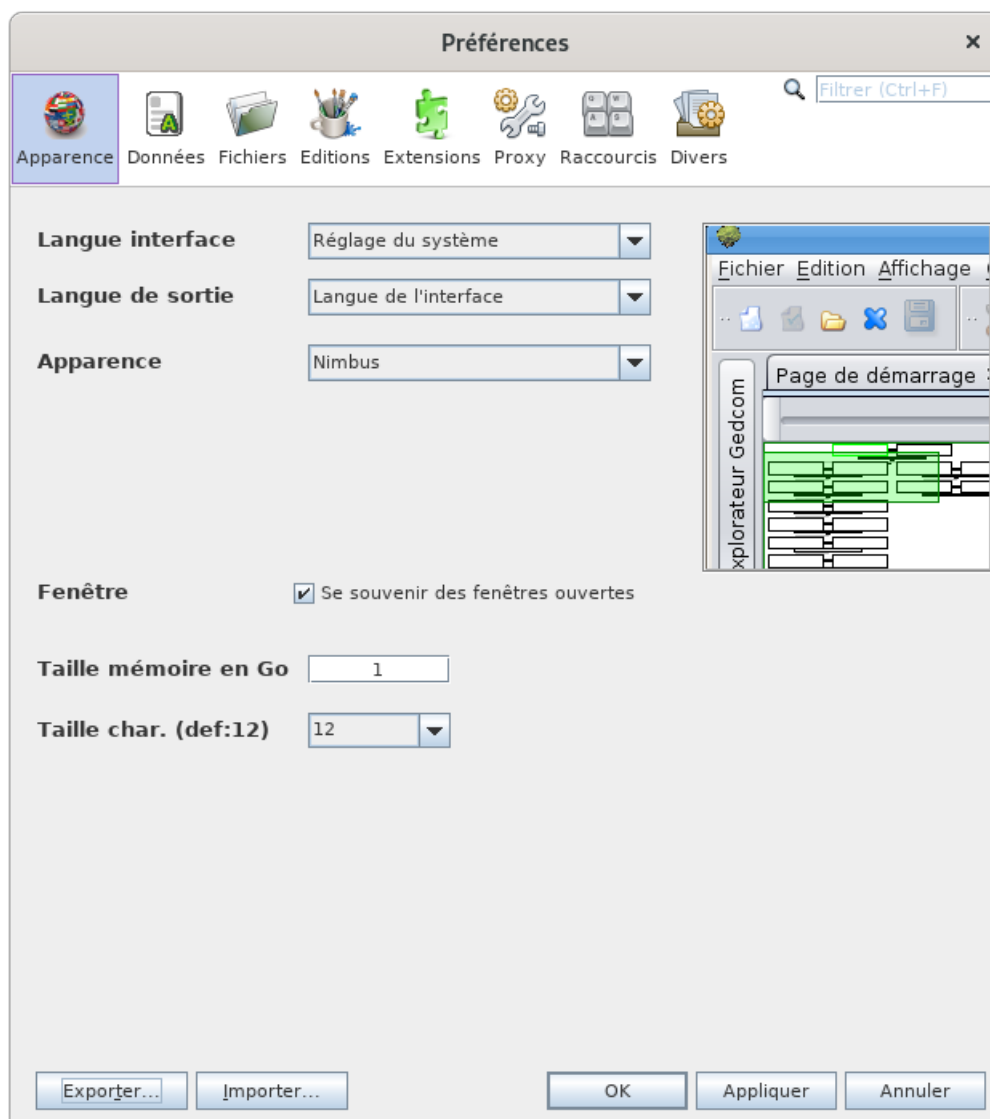 Préférences
Filtrer (Ctrl+F)
Apparence Données Fichiers Editions Extensions Proxy Raccourcis Divers
Langue interface Réglage du système
Langue de sortie Langue de l'interface
Apparence Nimbus
Fichier Edition Affichage
Page de démarrage
xplorateur Gedcom
Fenêtre Se souvenir des fenêtres ouvertes
Taille mémoire en Go 1
Taille char. (def:12) 12
Exporter... Importer... OK Appliquer Annuler